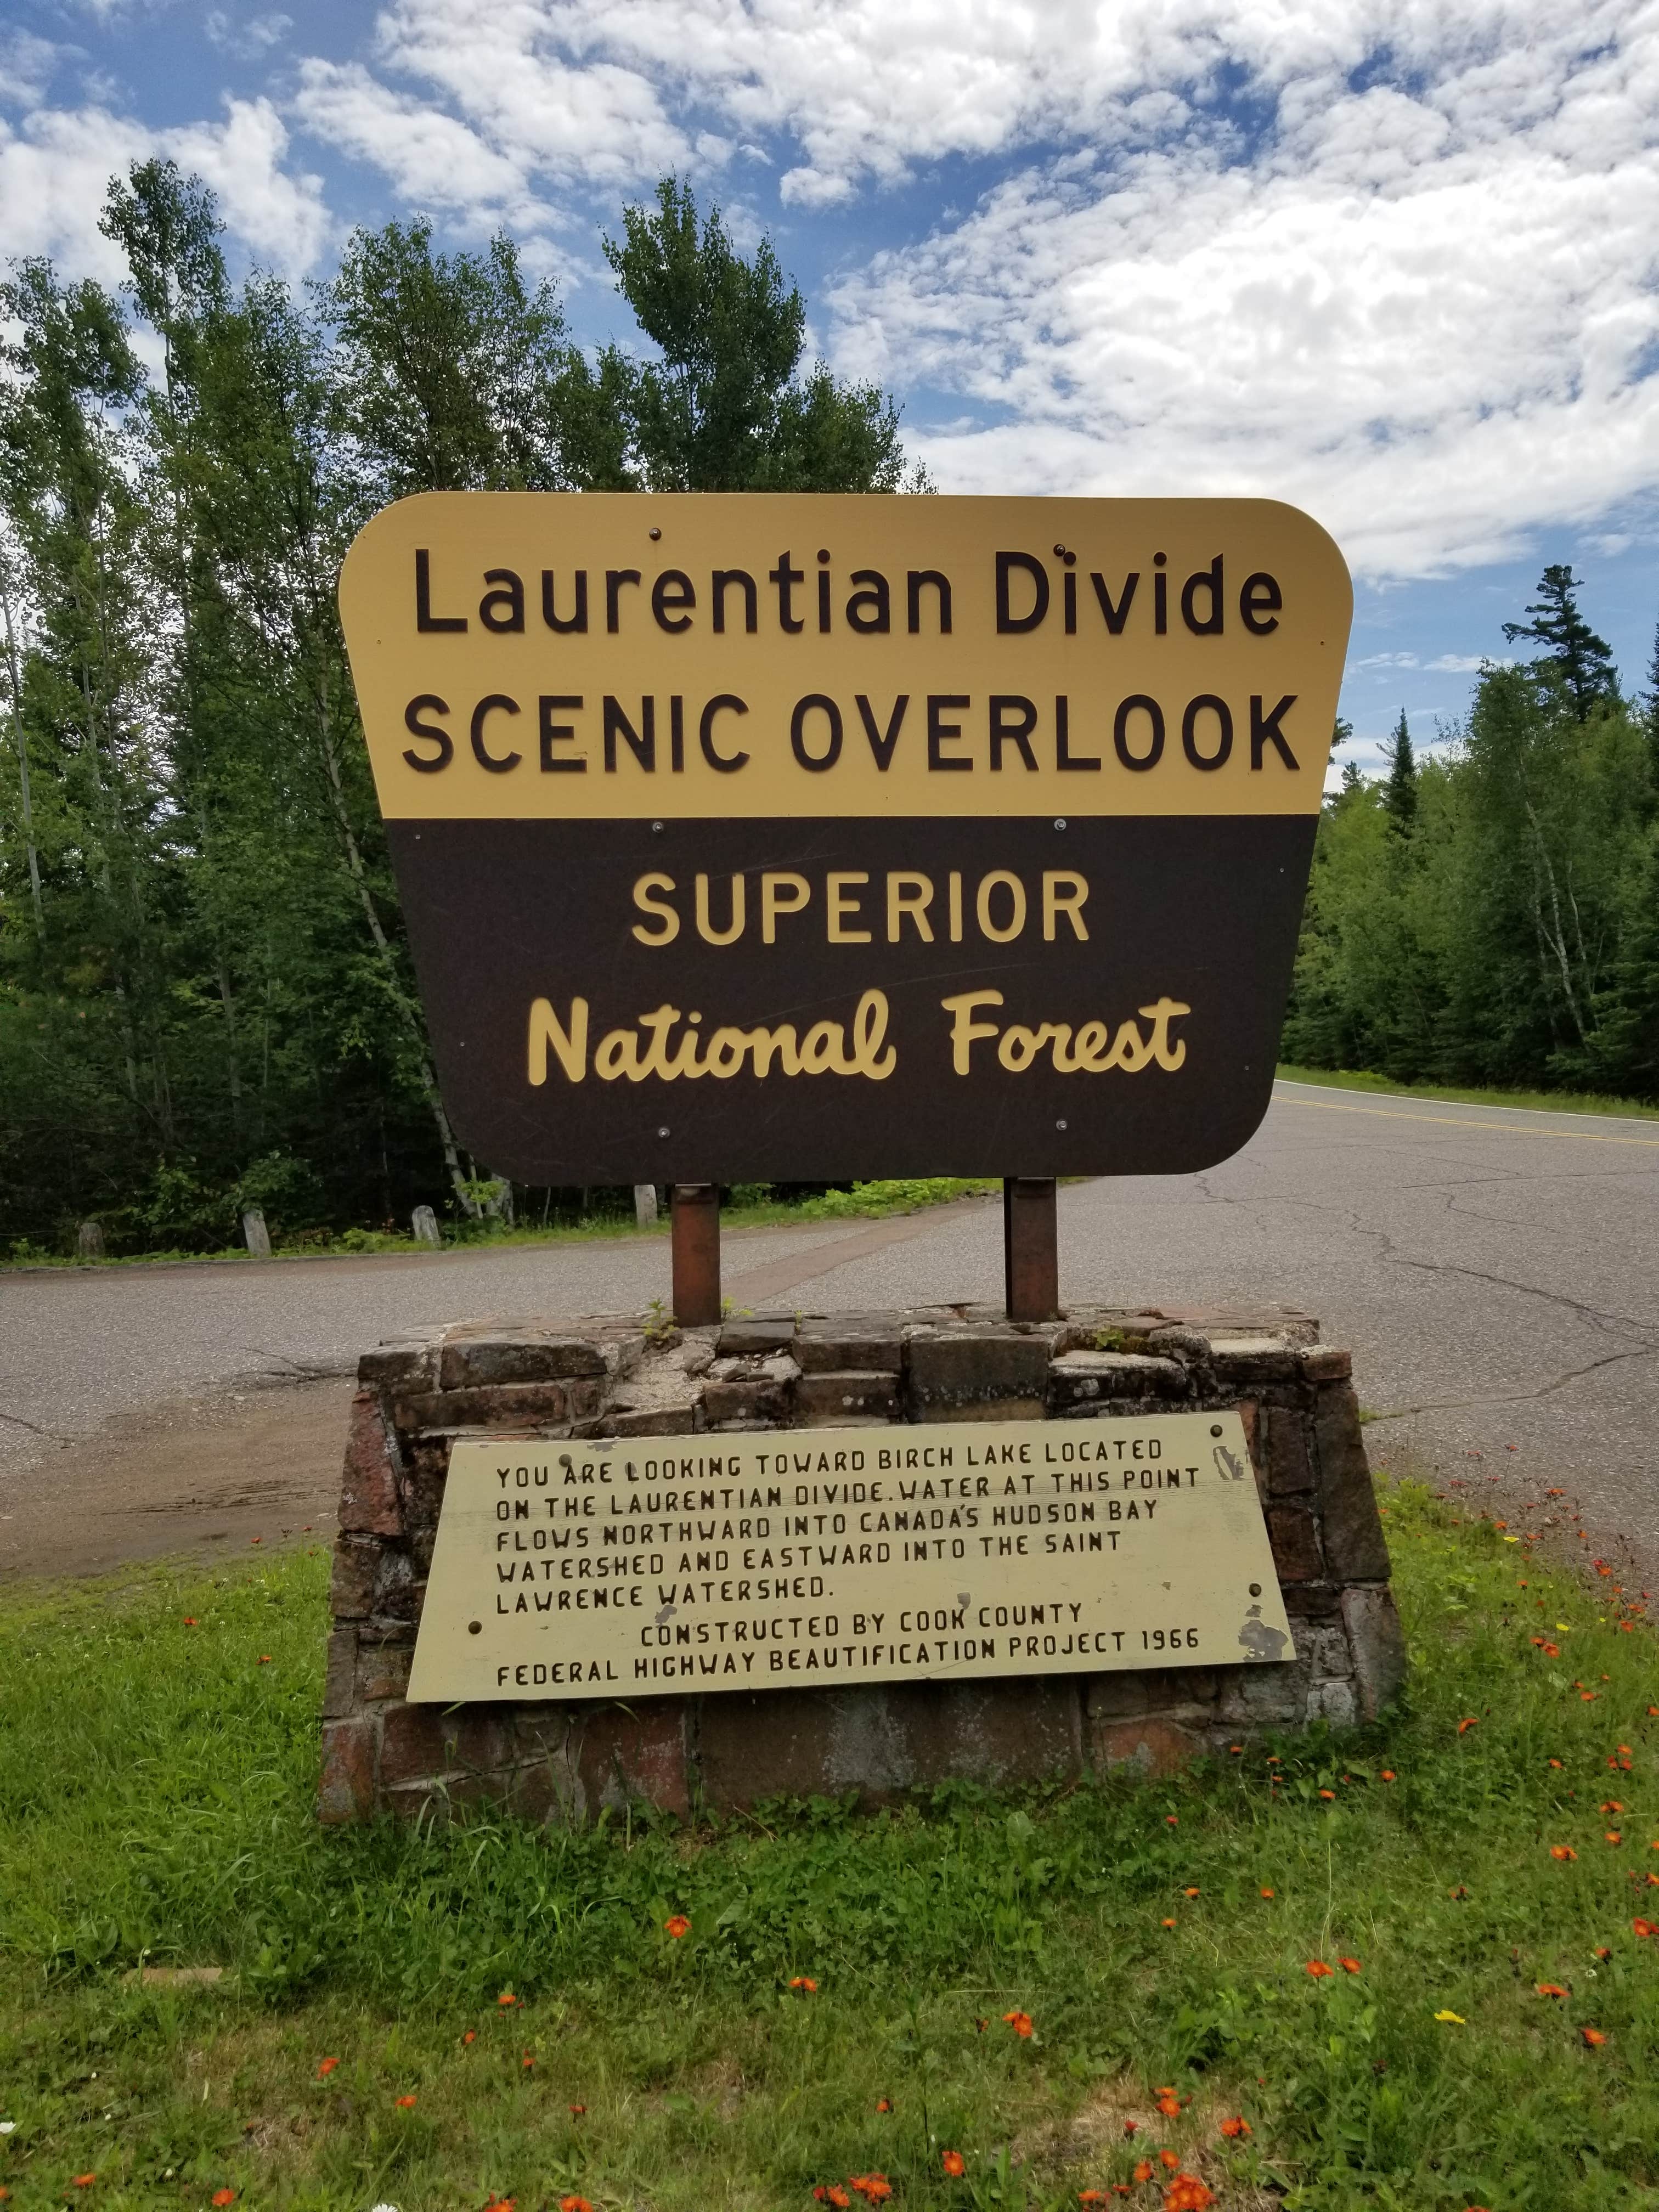 Laurentian Divide
SCENIC OVERLOOK
SUPERIOR
National Forest
YOU ARE LOOKING TOWARD BIRCH LAKE LOCATED
ON THE LAURENTIAN DIVIDE. WATER AT THIS POINT
FLOWS NORTHWARD INTO CANADA'S HUDSON BAY
WATERSHED AND EASTWARD INTO THE SAINT
LAWRENCE WATERSHED.
CONSTRUCTED BY COOK COUNTY
FEDERAL HIGHWAY BEAUTIFICATION PROJECT 1966